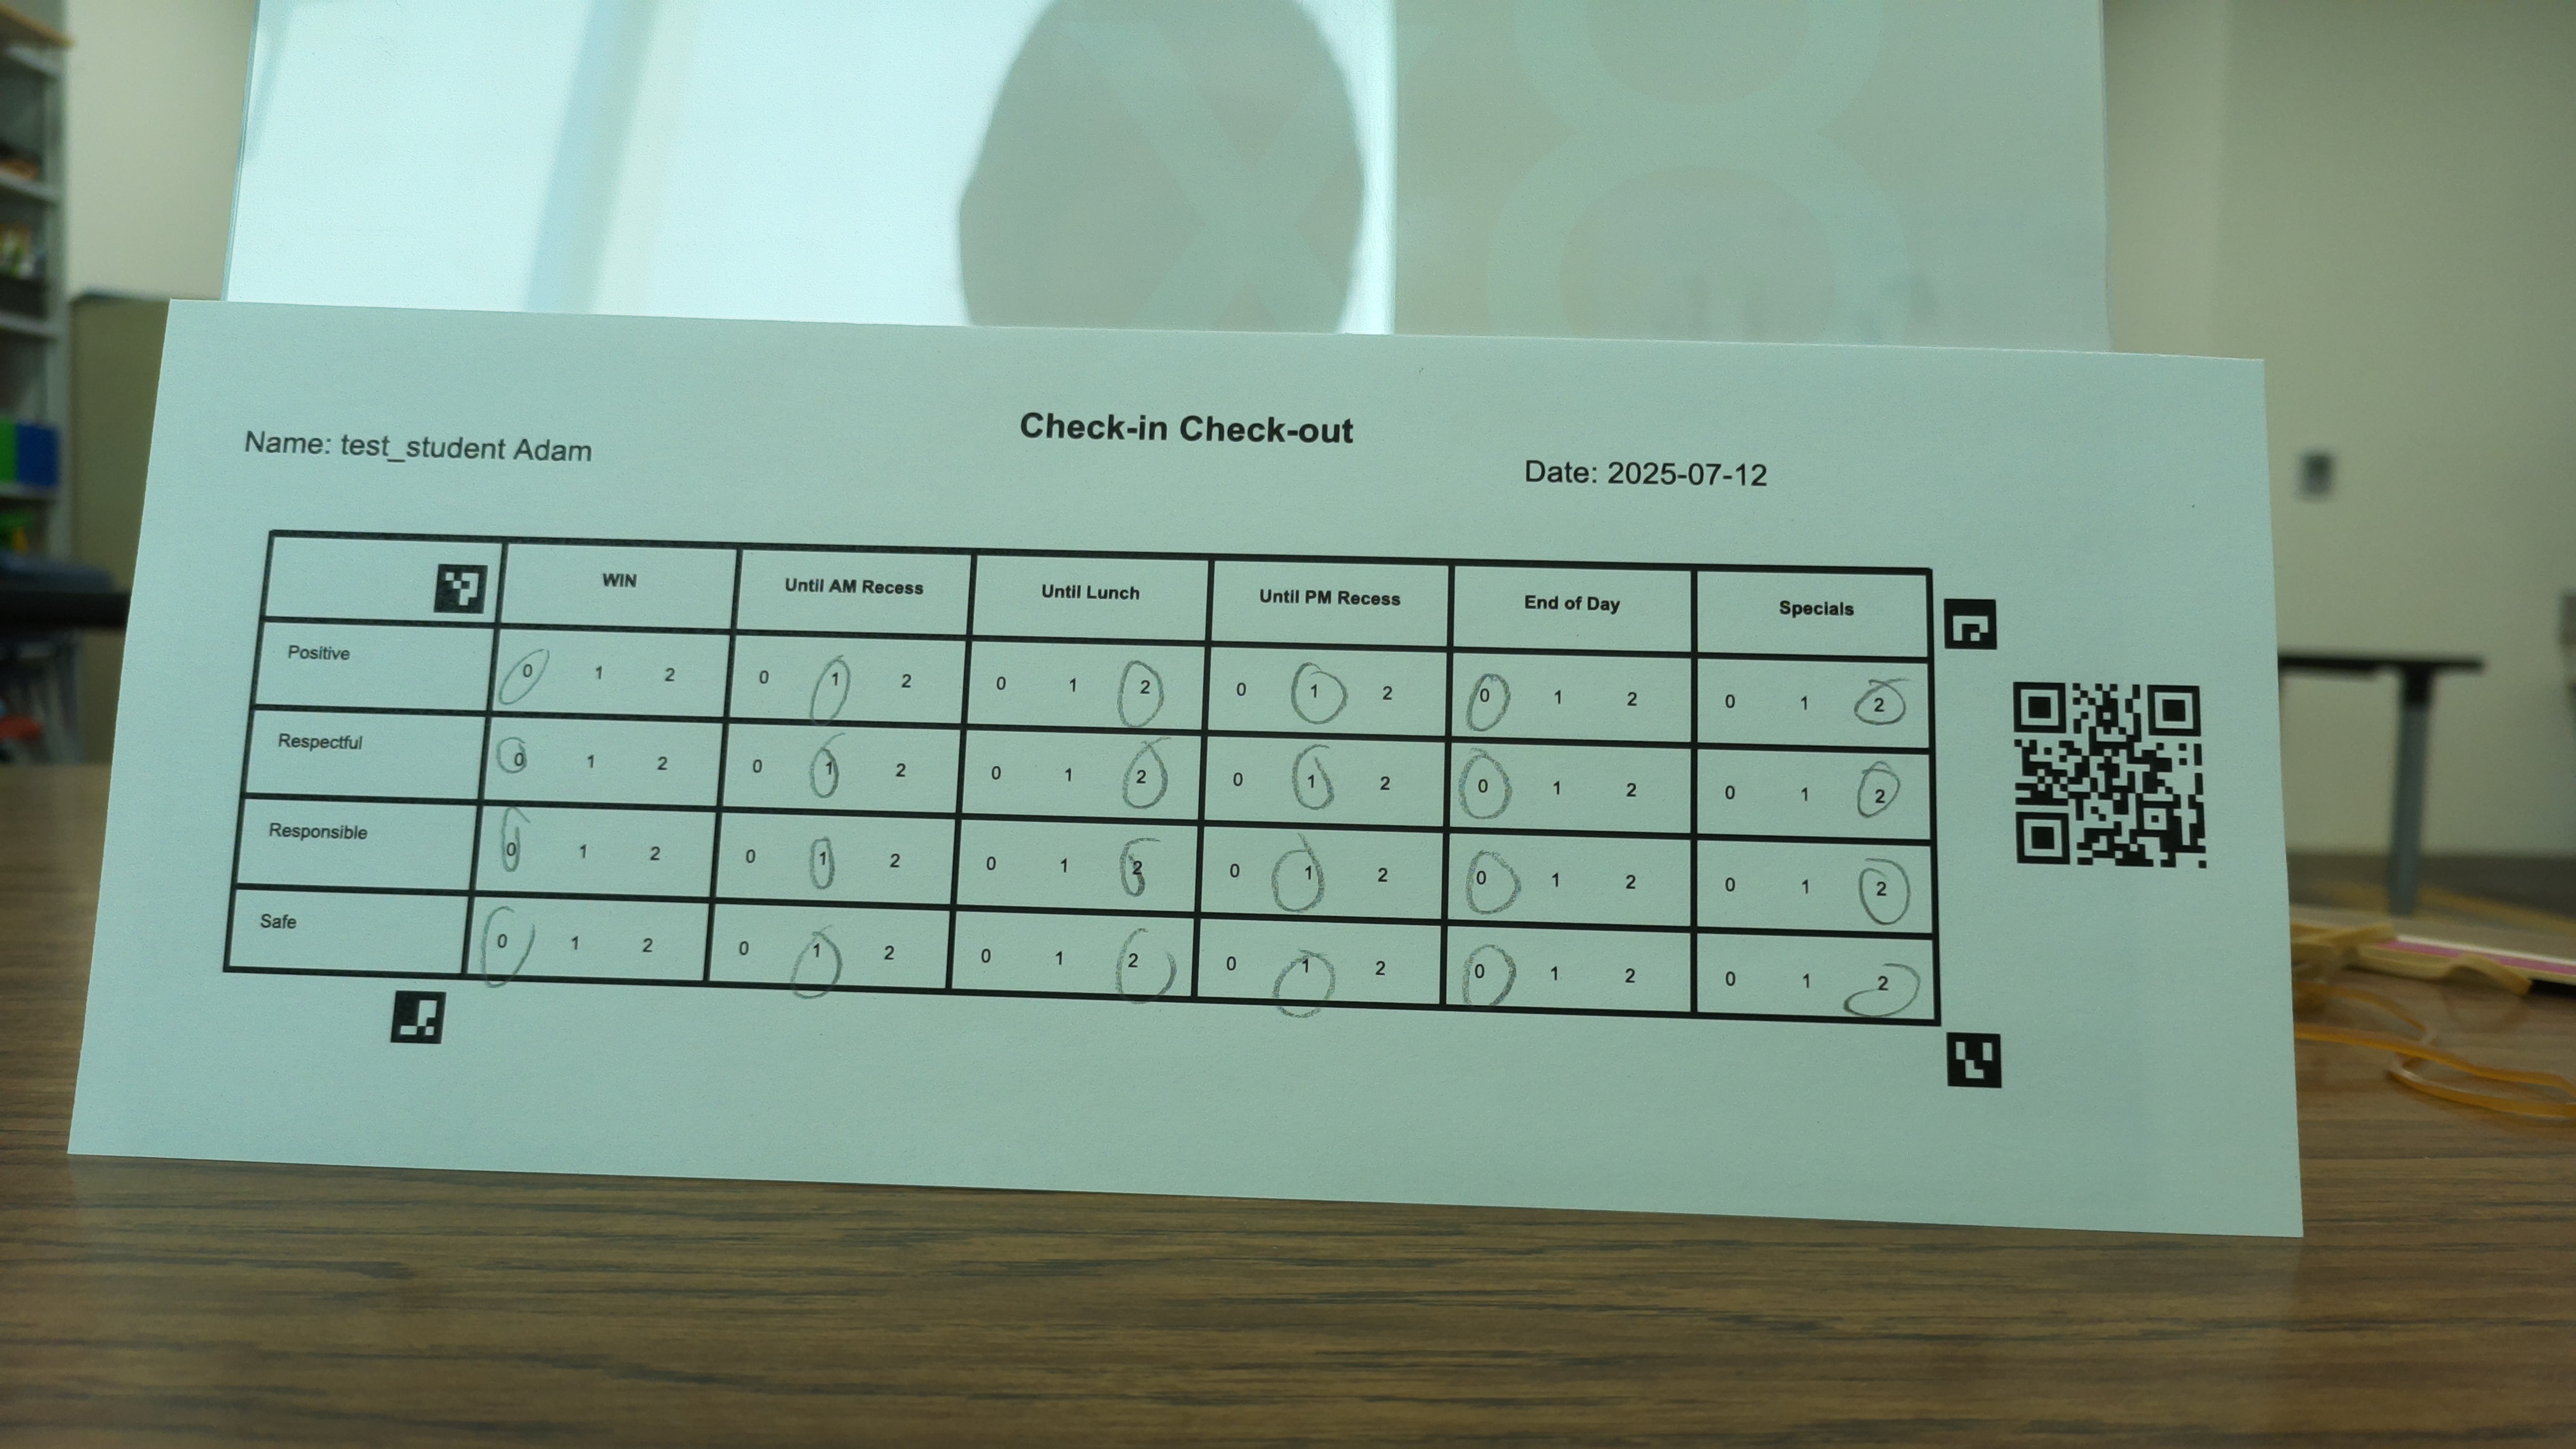 Check-in Check-out
Name: test_student Adam
Date: 2025-07-12
WIN Until AM Recess Until Lunch Until PM Recess End of Day Specials
Positive 0 1 2 0 1 2 0 1 2 0 1 2 0 1 2 0 1 2
Respectful 0 1 2 0 1 2 0 1 2 0 1 2 0 1 2 0 1 2
Responsible 0 1 2 0 1 2 0 1 2 0 1 2 0 1 2 0 1 2
Safe 0 1 2 0 1 2 0 1 2 0 1 2 0 1 2 0 1 2